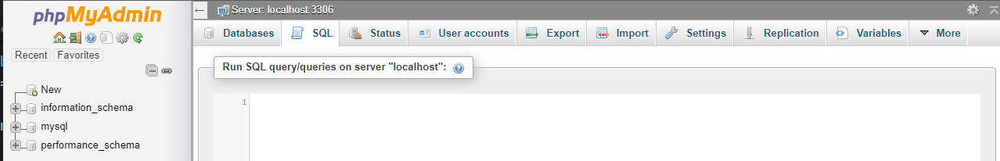 phpMyAdmin
Recent Favorites
New
information_schema
mysql
performance_schema
Server: localhost:3306
Databases SQL Status User accounts Export Import Settings Replication Variables More
Run SQL query/queries on server "localhost":
1